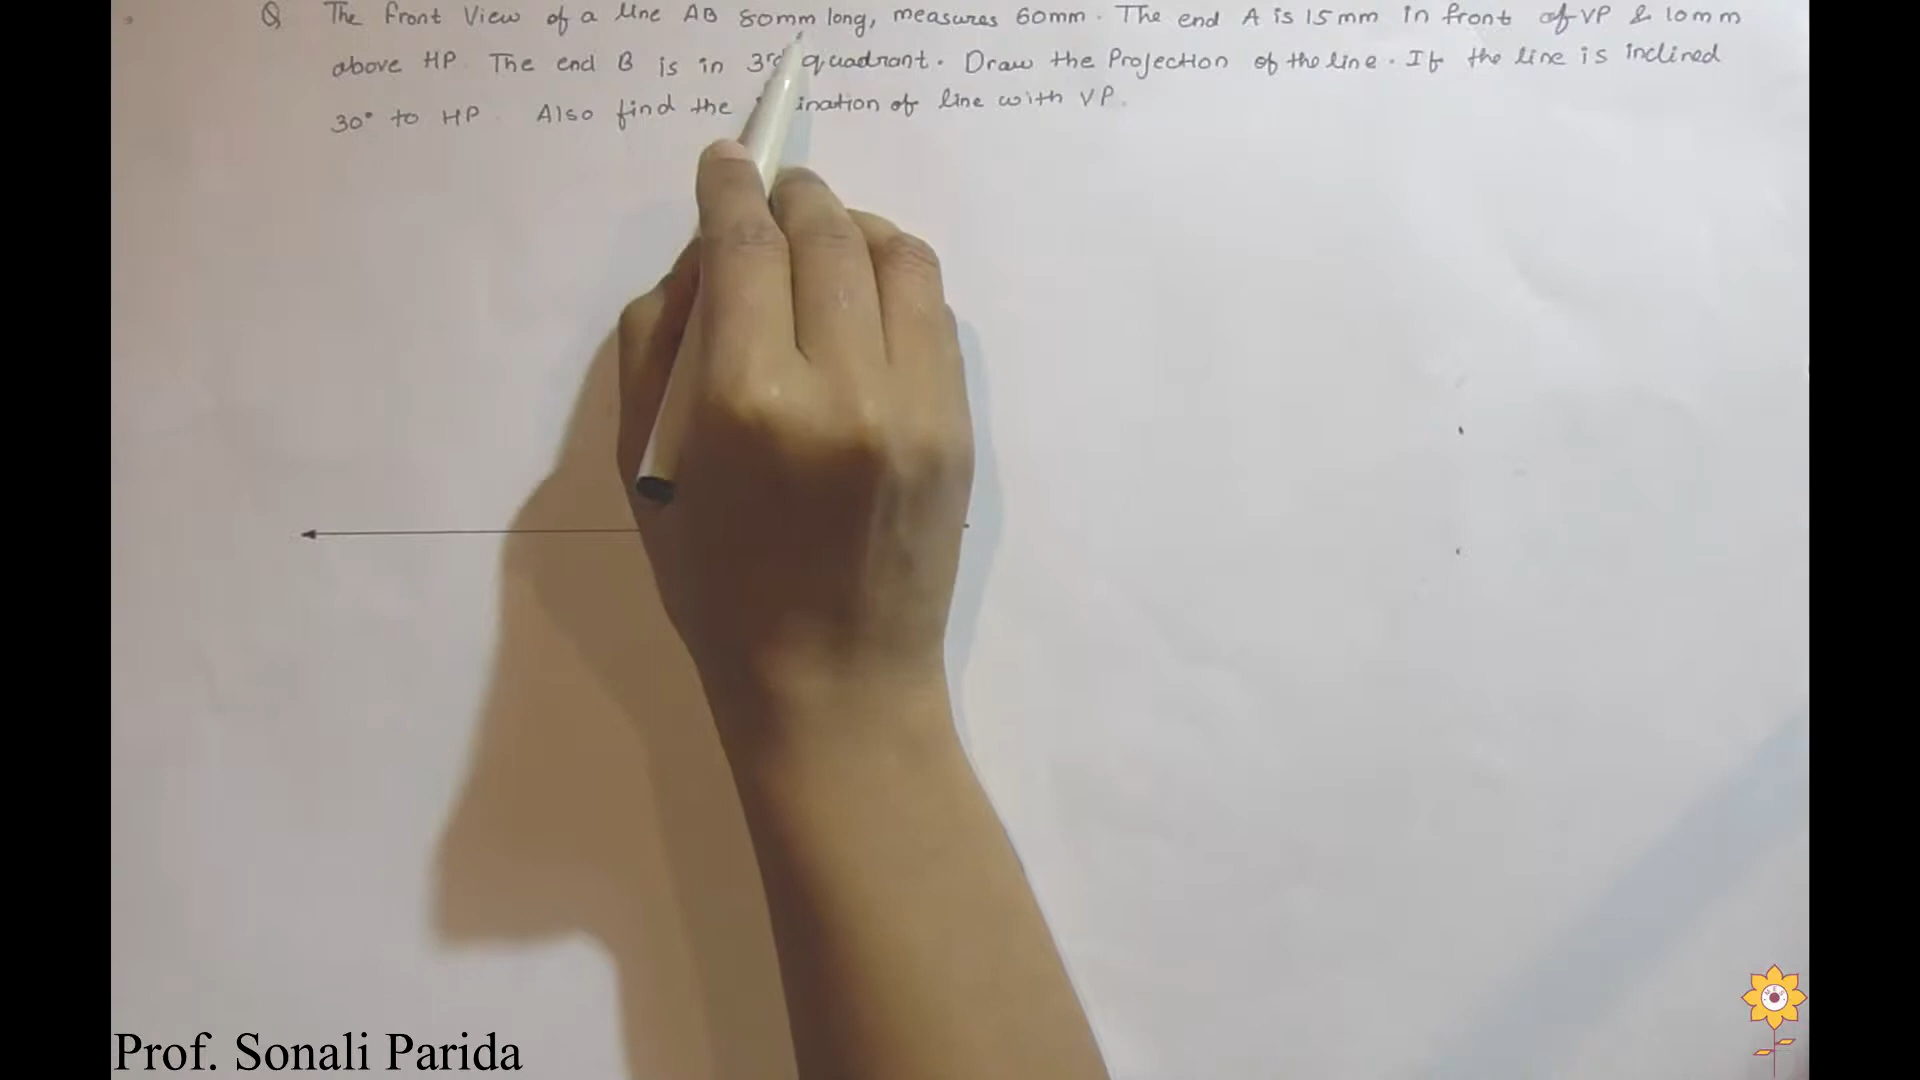 Q The Front View of a line AB 80mm long, measures 60mm. The end A is 15mm in front of VP & 10mm
above HP. The end B is in 3rd quadrant. Draw the Projection of the line. If the line is inclined
30° to HP. Also find the ination of line with VP.
Prof. Sonali Parida